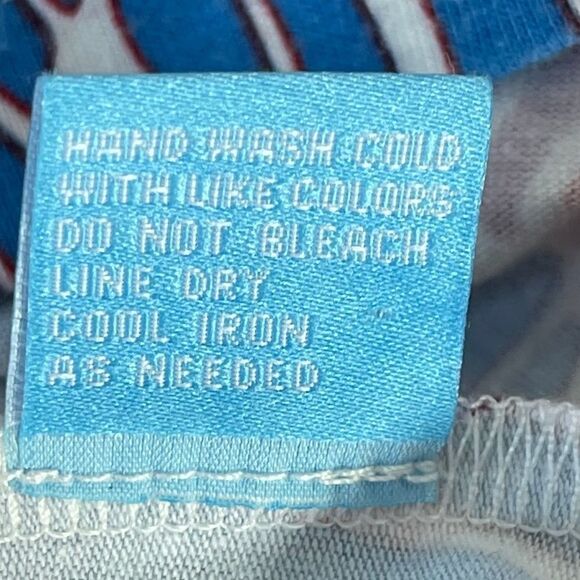 HAND WASH COLD
WITH LIKE COLORS
DO NOT BLEACH
LINE DRY
COOL IRON
AS NEEDED